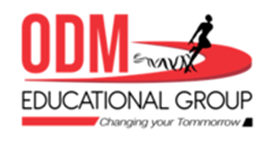 ODM
EDUCATIONAL GROUP
Changing your Tommorrow